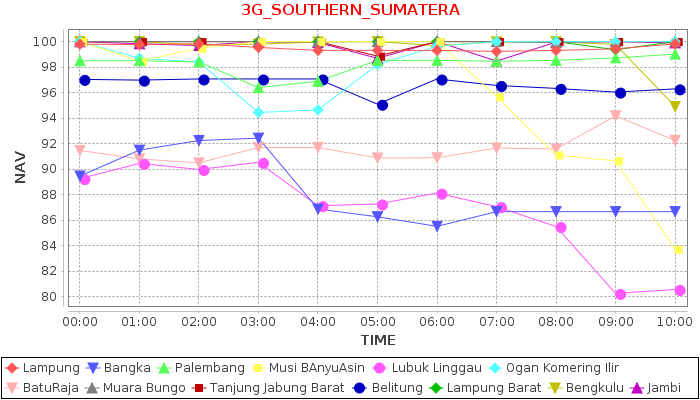 3G_SOUTHERN_SUMATERA
100
98
96
94
92
90
88
86
84
82
80
NAV
00:00 01:00 02:00 03:00 04:00 05:00 06:00 07:00 08:00 09:00 10:00
TIME
Lampung Bangka Palembang Musi BAnyuAsin Lubuk Linggau Ogan Komering Ilir
BatuRaja Muara Bungo Tanjung Jabung Barat Belitung Lampung Barat Bengkulu Jambi